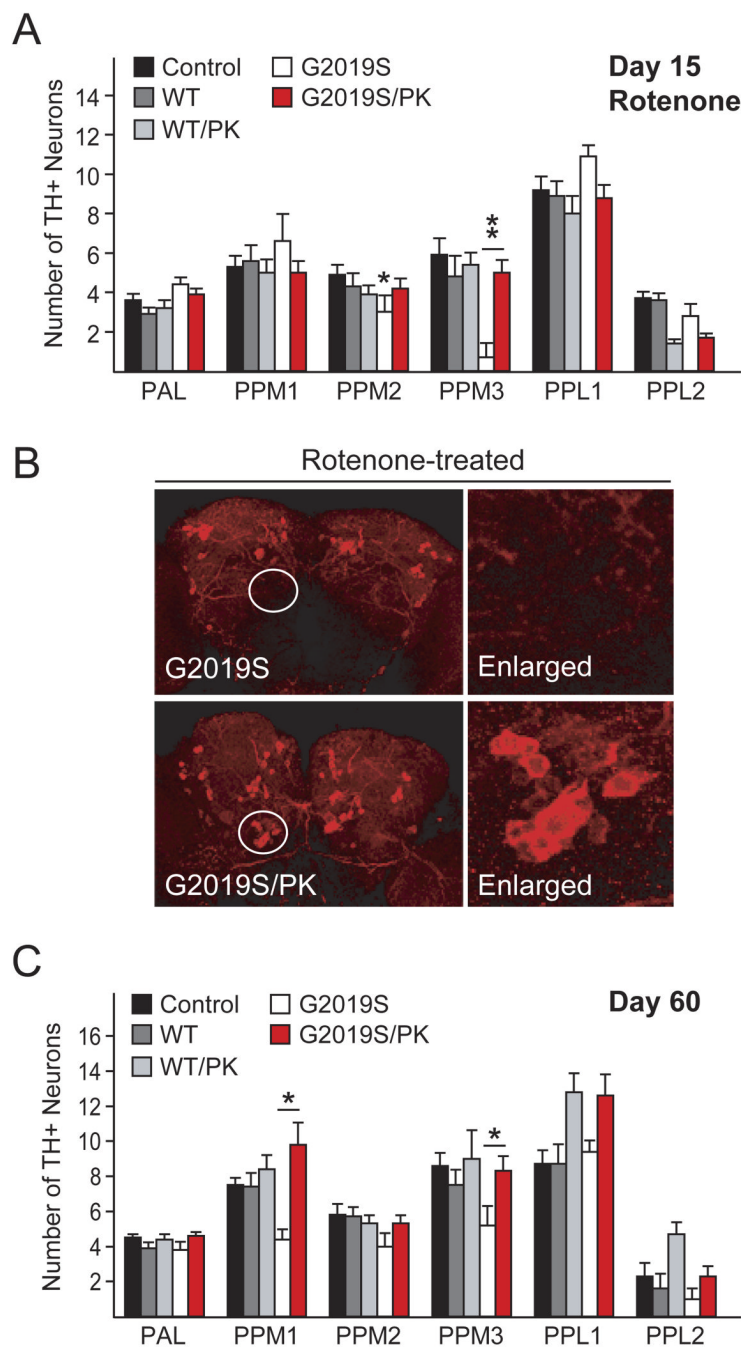 A
Control
G2019S
Day 15
WT
G2019S/PK
Rotenone
WT/PK
Number of TH+ Neurons
14
12
10
8
6
4
2
*
**
PAL
PPM1
PPM2
PPM3
PPL1
PPL2
B
Rotenone-treated
G2019S
Enlarged
G2019S/PK
Enlarged
C
Control
G2019S
Day 60
WT
G2019S/PK
WT/PK
Number of TH+ Neurons
16
14
12
10
8
6
4
2
*
*
PAL
PPM1
PPM2
PPM3
PPL1
PPL2